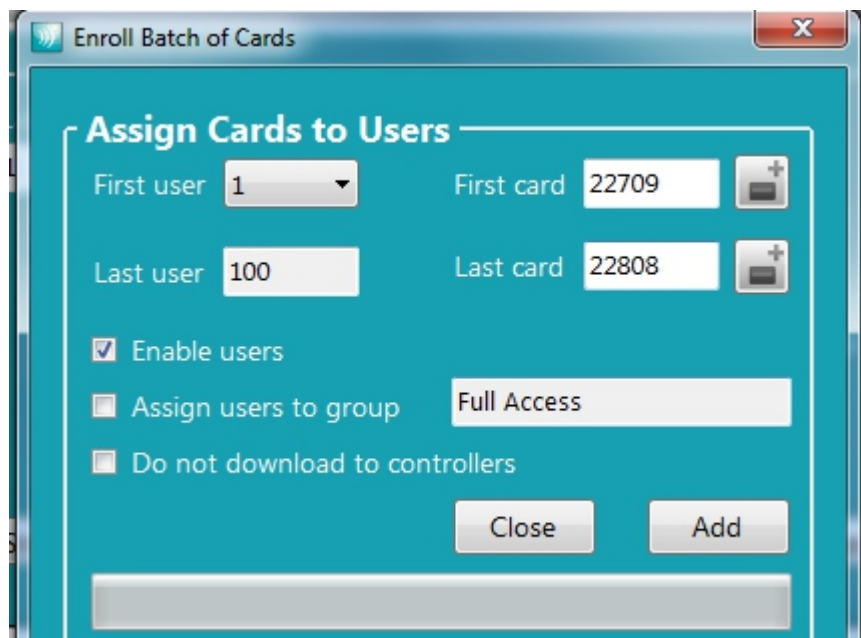 Enroll Batch of Cards
Assign Cards to Users
First user 1 First card 22709
Last user 100 Last card 22808
Enable users
Assign users to group Full Access
Do not download to controllers
Close Add